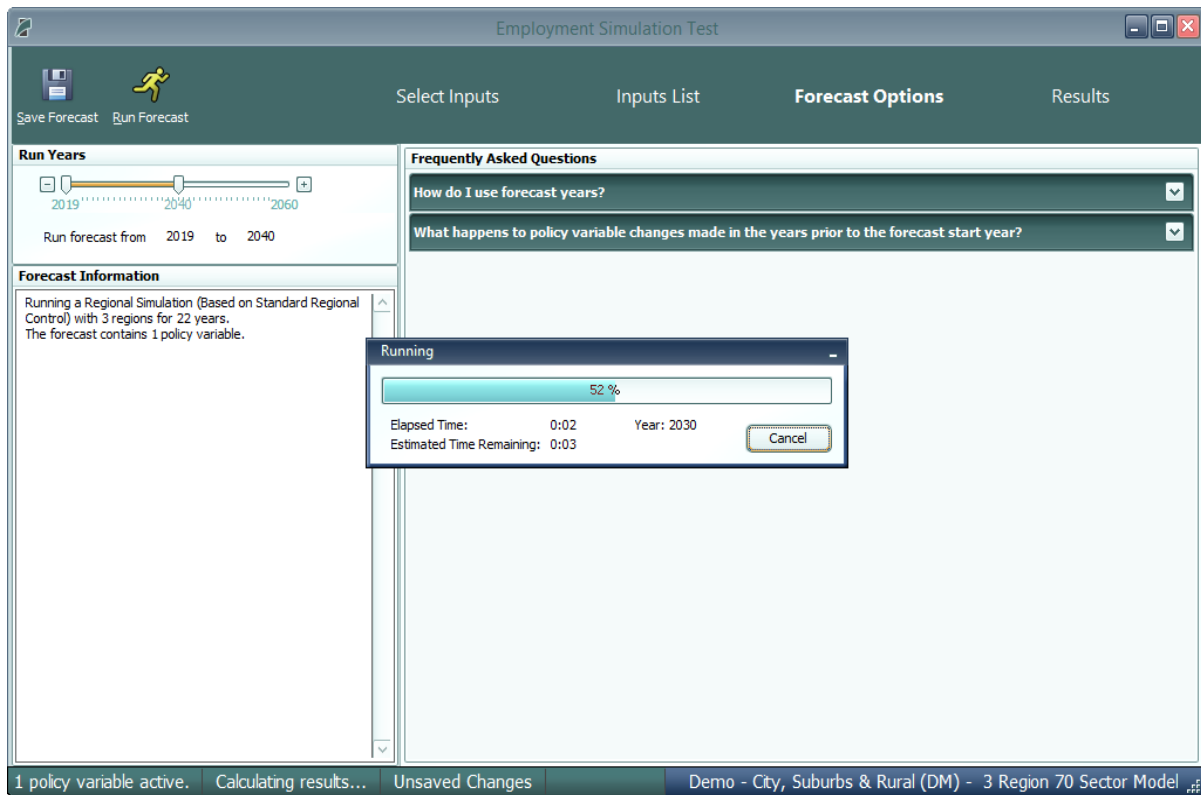 Employment Simulation Test
Save Forecast
Run Forecast
Select Inputs
Inputs List
Forecast Options
Results
Run Years
2019
2040
2060
Run forecast from 2019 to 2040
Forecast Information
Running a Regional Simulation (Based on Standard Regional
Control) with 3 regions for 22 years.
The forecast contains 1 policy variable.
Frequently Asked Questions
How do I use forecast years?
What happens to policy variable changes made in the years prior to the forecast start year?
Running
52 %
Elapsed Time: 0:02 Year: 2030
Estimated Time Remaining: 0:03
Cancel
1 policy variable active.
Calculating results...
Unsaved Changes
Demo - City, Suburbs & Rural (DM) - 3 Region 70 Sector Model